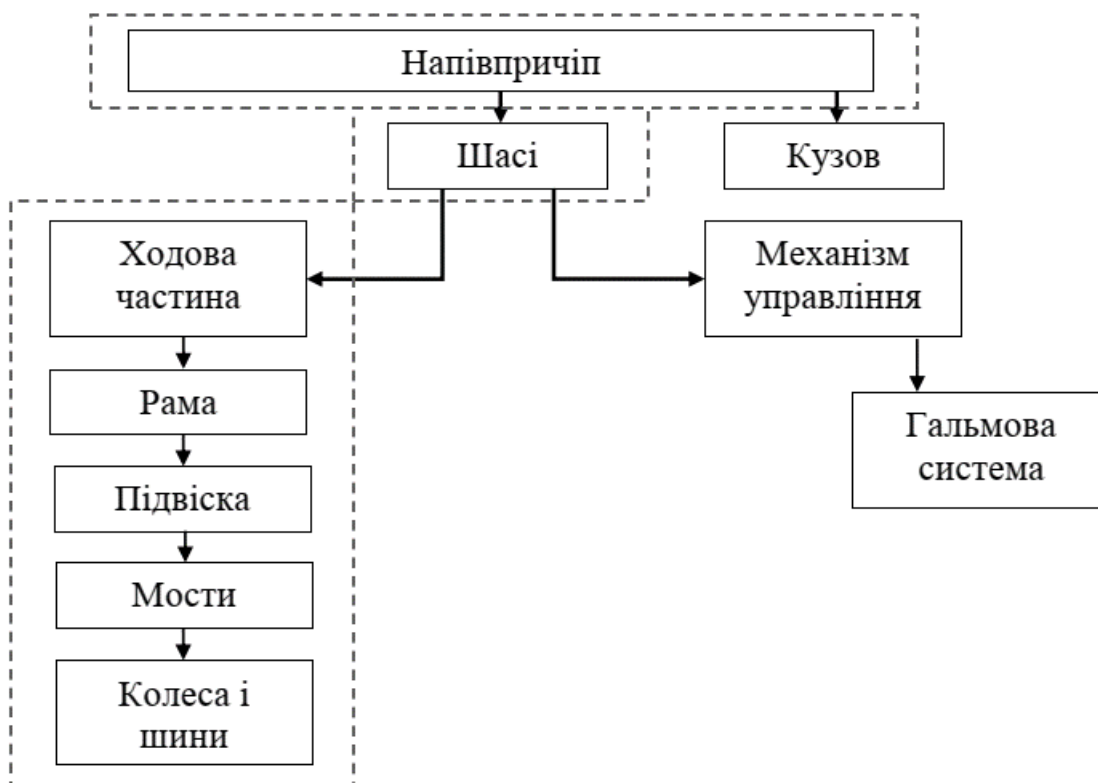 Напівпричіп
Шасі
Кузов
Ходова
частина
Механізм
управління
Рама
Гальмова
система
Підвіска
Мости
Колеса і
шини